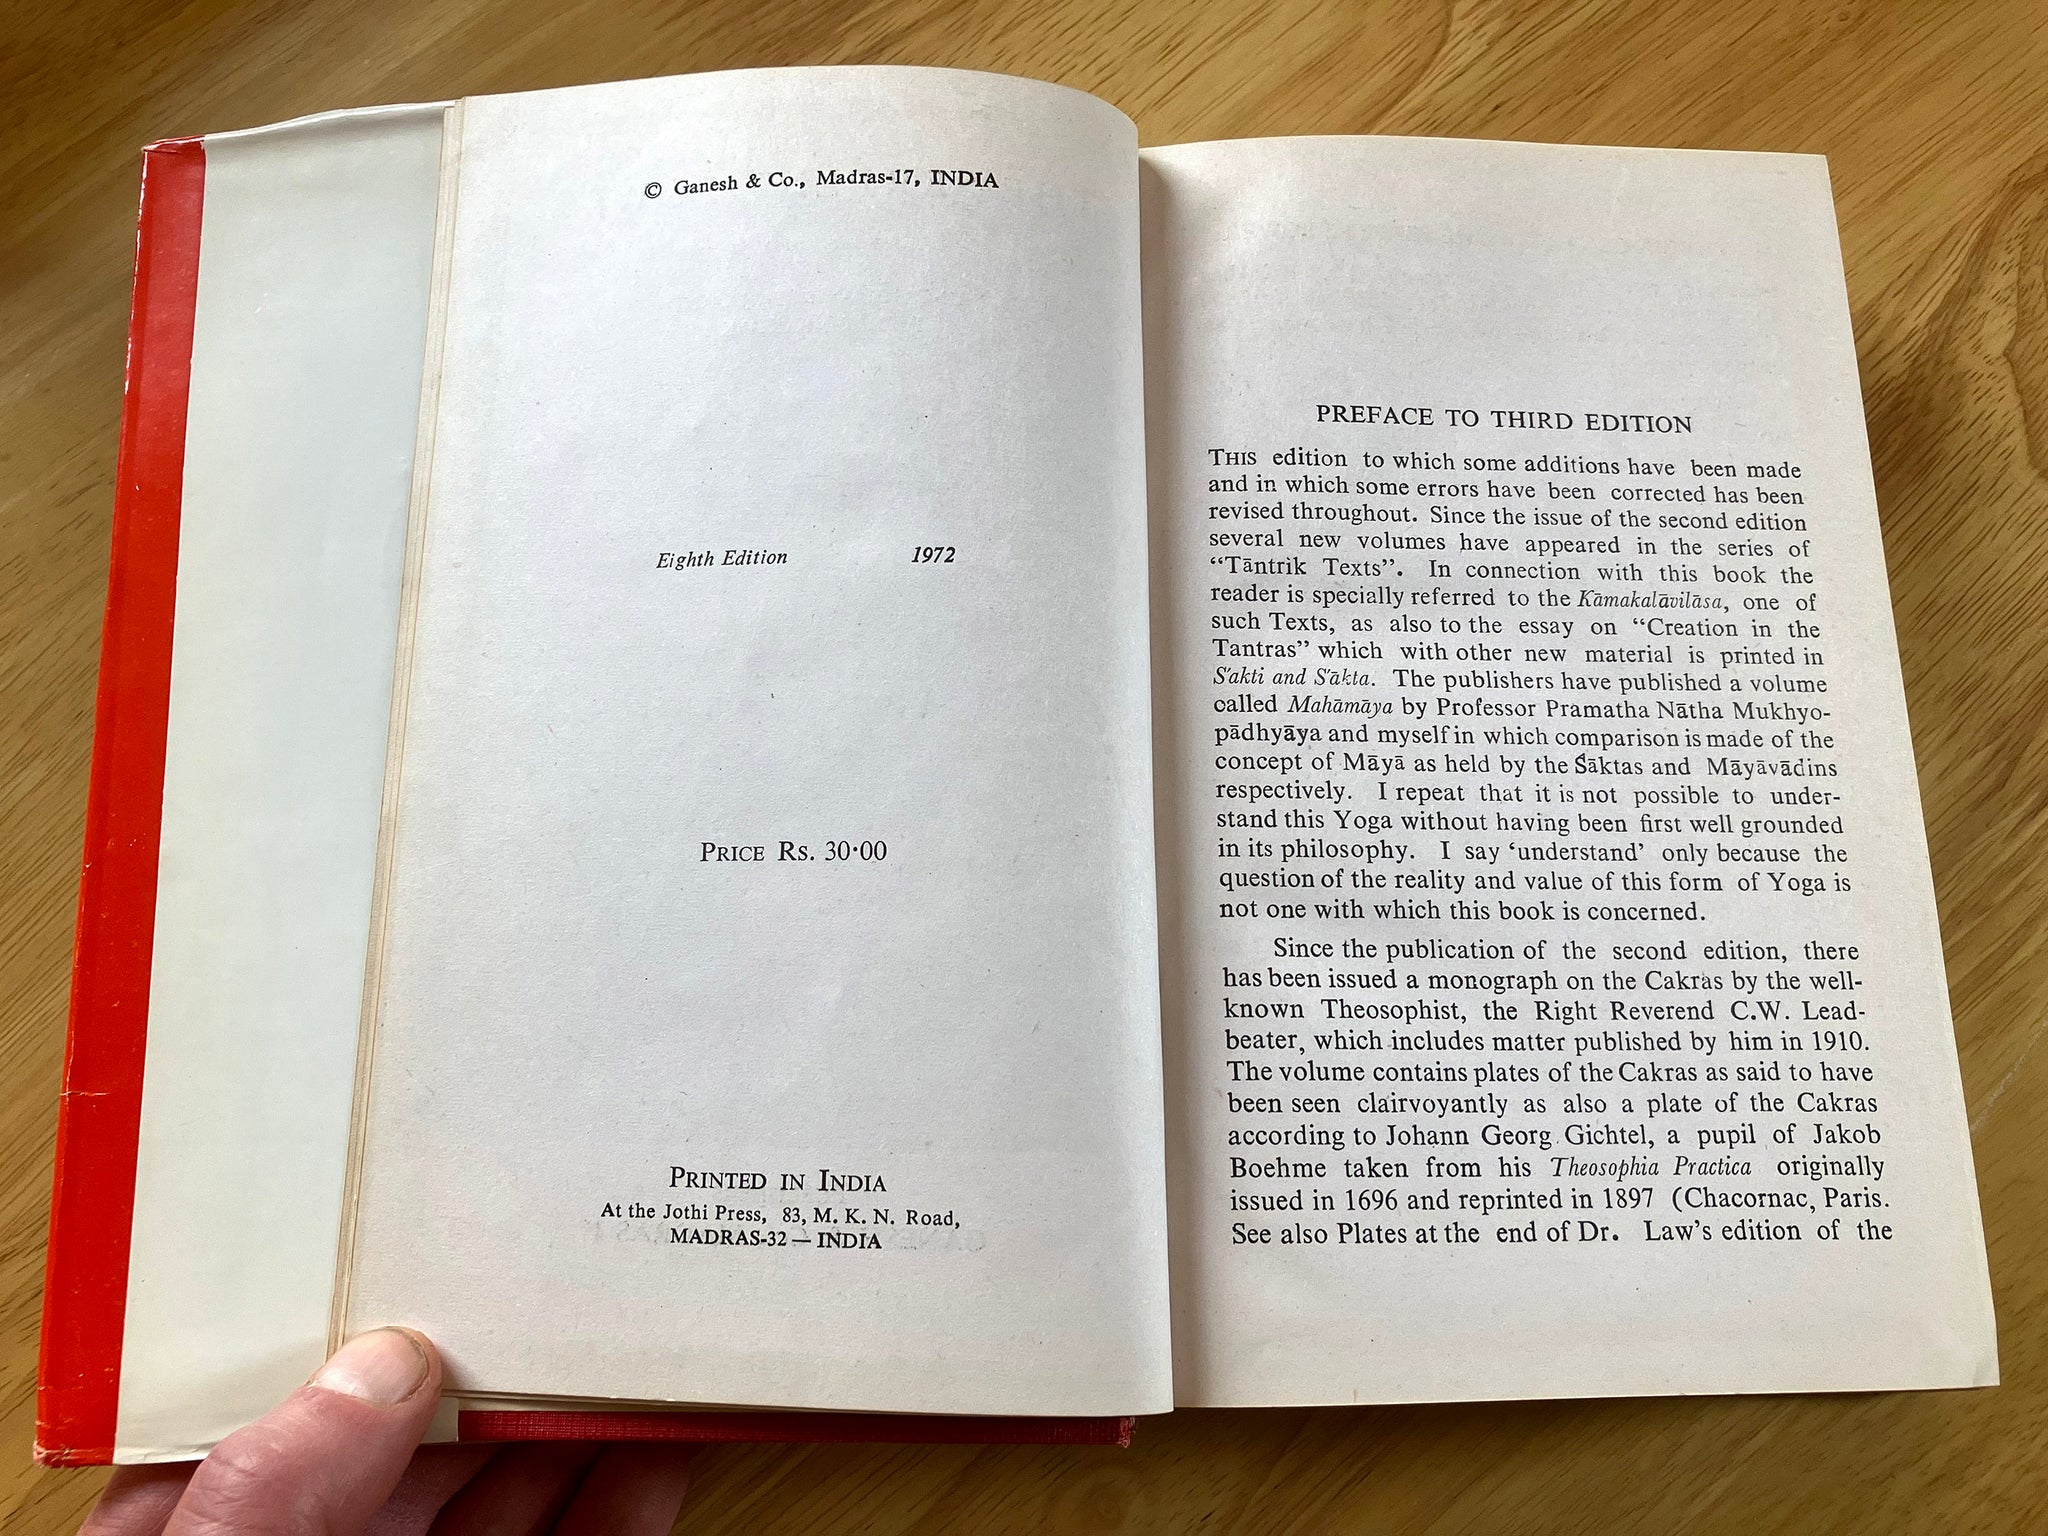 © Ganesh & Co., Madras-17, INDIA
Eighth Edition 1972
PRICE Rs. 30·00
PRINTED IN INDIA
At the Jothi Press, 83, M. K. N. Road,
MADRAS-32 — INDIA
PREFACE TO THIRD EDITION
THIS edition to which some additions have been made
and in which some errors have been corrected has been
revised throughout. Since the issue of the second edition
several new volumes have appeared in the series of
“Tāntrik Texts”. In connection with this book the
reader is specially referred to the Kāmakalāvilāsa, one of
such Texts, as also to the essay on “Creation in the
Tantras” which with other new material is printed in
S'akti and S'ākta. The publishers have published a volume
called Mahāmāya by Professor Pramatha Nātha Mukhyo-
pādhyāya and myself in which comparison is made of the
concept of Māyā as held by the Śāktas and Māyāvādins
respectively. I repeat that it is not possible to under-
stand this Yoga without having been first well grounded
in its philosophy. I say ‘understand’ only because the
question of the reality and value of this form of Yoga is
not one with which this book is concerned.
Since the publication of the second edition, there
has been issued a monograph on the Cakras by the well-
known Theosophist, the Right Reverend C.W. Lead-
beater, which includes matter published by him in 1910.
The volume contains plates of the Cakras as said to have
been seen clairvoyantly as also a plate of the Cakras
according to Johann Georg Gichtel, a pupil of Jakob
Boehme taken from his Theosophia Practica originally
issued in 1696 and reprinted in 1897 (Chacornac, Paris.
See also Plates at the end of Dr. Law’s edition of the